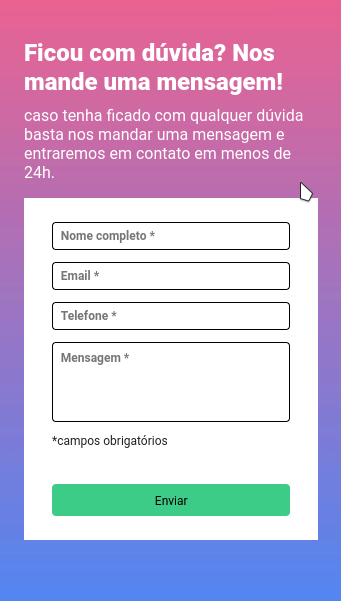 Ficou com dúvida? Nos
mande uma mensagem!
caso tenha ficado com qualquer dúvida
basta nos mandar uma mensagem e
entraremos em contato em menos de
24h.
Nome completo *
Email *
Telefone *
Mensagem *
*campos obrigatórios
Enviar